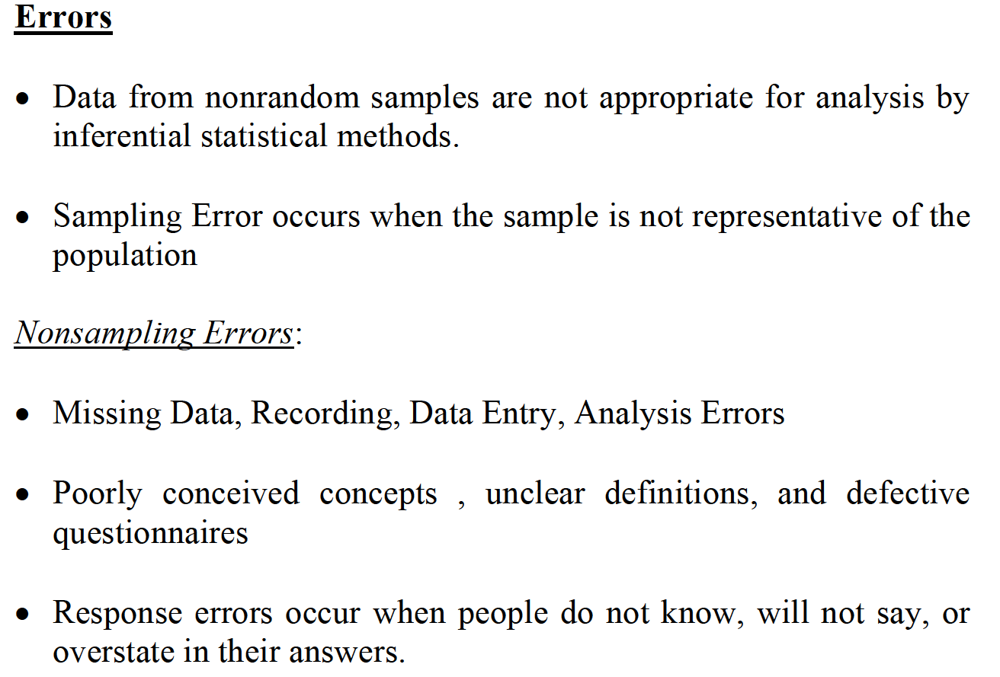 Errors
• Data from nonrandom samples are not appropriate for analysis by
inferential statistical methods.
• Sampling Error occurs when the sample is not representative of the
population
Nonsampling Errors:
• Missing Data, Recording, Data Entry, Analysis Errors
• Poorly conceived concepts , unclear definitions, and defective
questionnaires
• Response errors occur when people do not know, will not say, or
overstate in their answers.